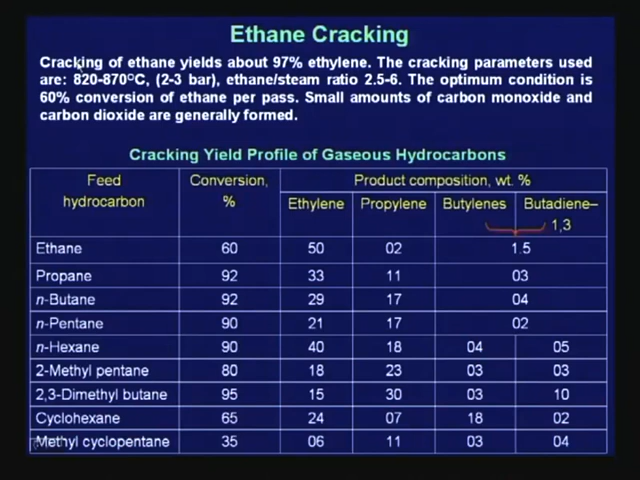 Ethane Cracking
Cracking of ethane yields about 97% ethylene. The cracking parameters used
are: 820-870°C, (2-3 bar), ethane/steam ratio 2.5-6. The optimum condition is
60% conversion of ethane per pass. Small amounts of carbon monoxide and
carbon dioxide are generally formed.
Cracking Yield Profile of Gaseous Hydrocarbons
Feed hydrocarbon Conversion, % Product composition, wt. %
Ethylene Propylene Butylenes Butadiene–1,3
Ethane 60 50 02 1.5
Propane 92 33 11 03
n-Butane 92 29 17 04
n-Pentane 90 21 17 02
n-Hexane 90 40 18 04 05
2-Methyl pentane 80 18 23 03 03
2,3-Dimethyl butane 95 15 30 03 10
Cyclohexane 65 24 07 18 02
Methyl cyclopentane 35 06 11 03 04